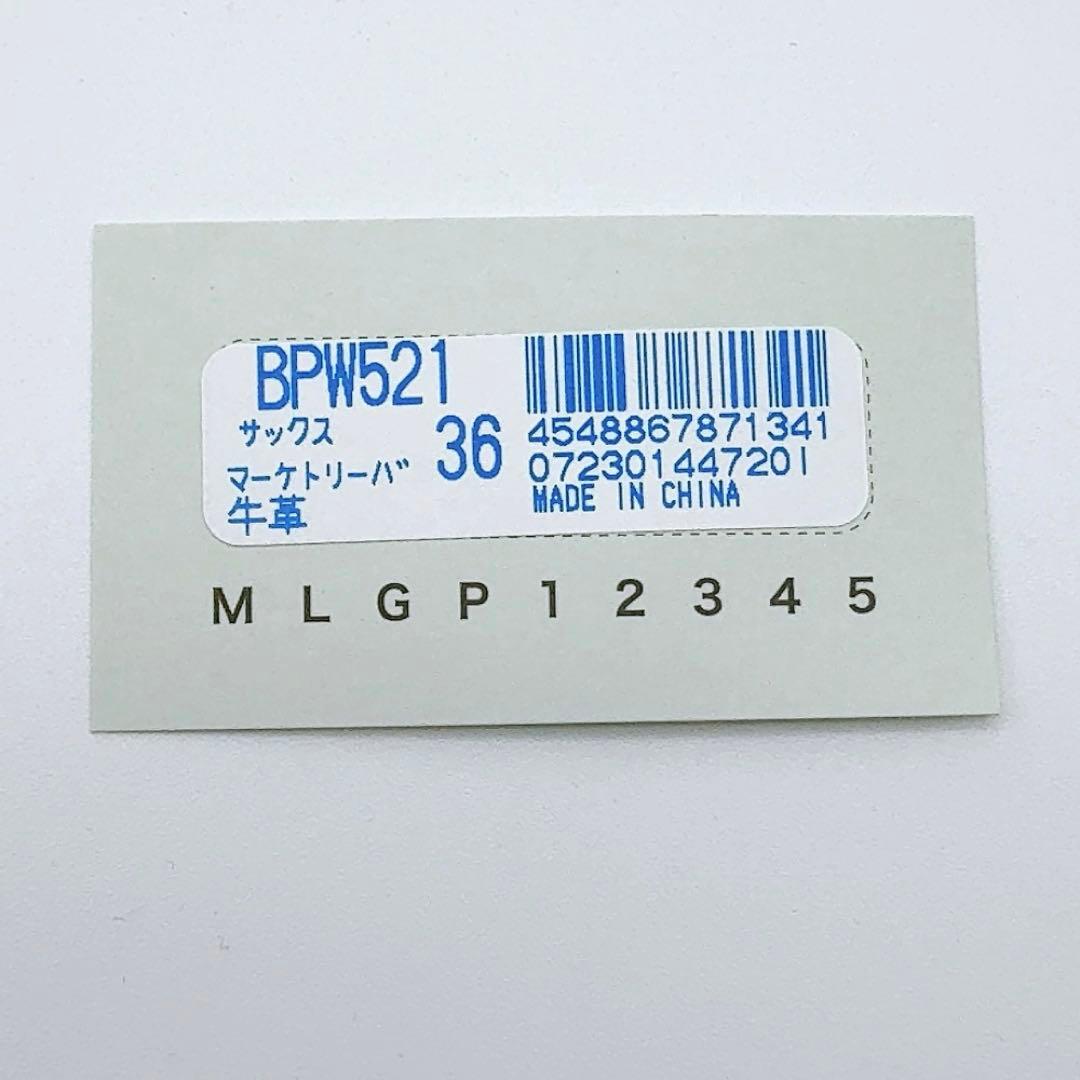 BPW521
サックス 36
マーケトリーバ
牛革
4548867871341
072301447201
MADE IN CHINA
M L G P 1 2 3 4 5